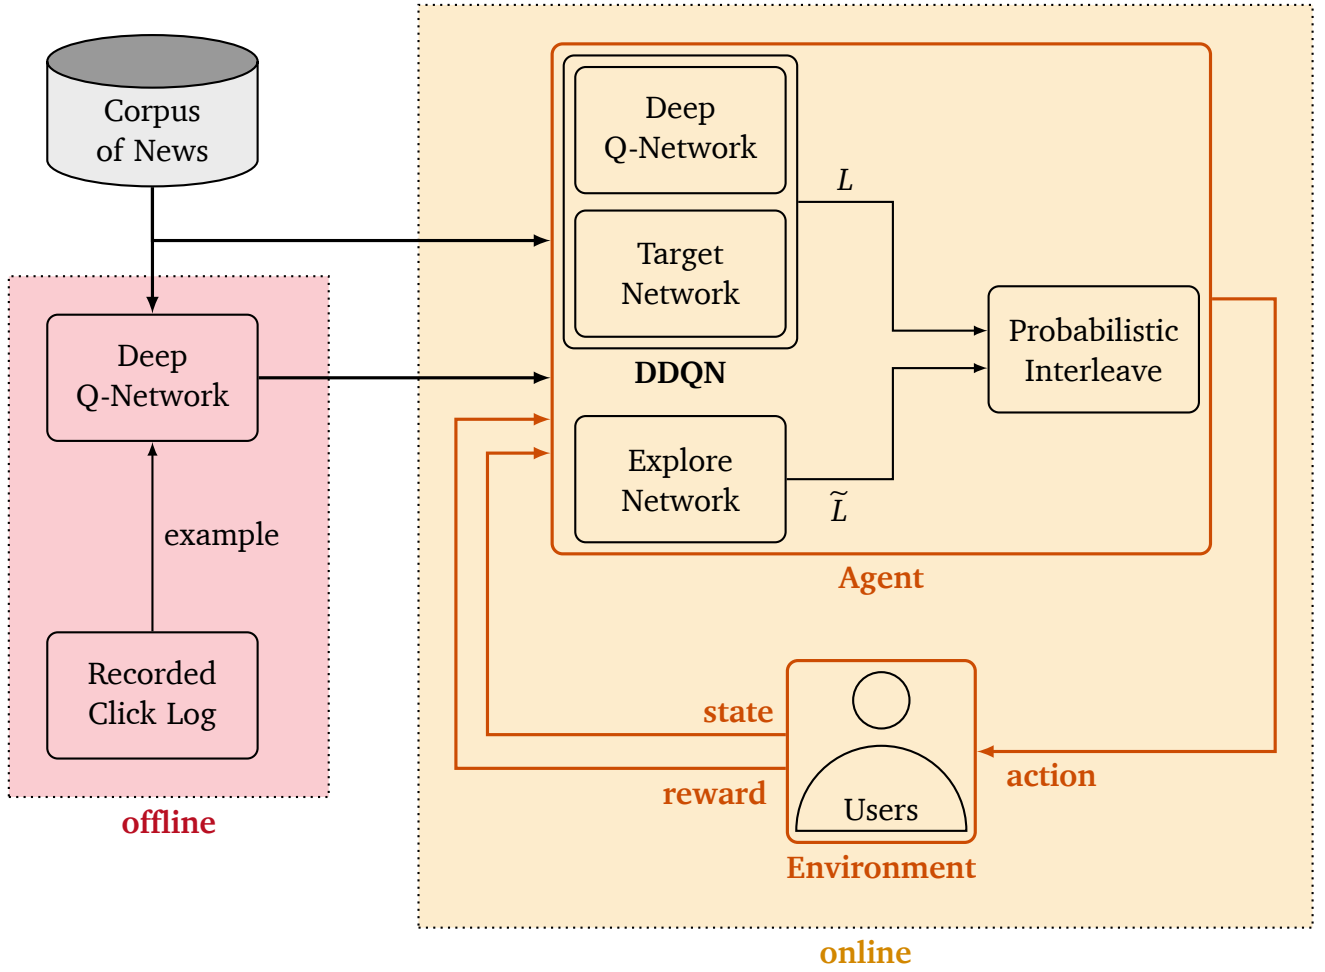 Corpus
of News
Deep
Q-Network
example
Recorded
Click Log
offline
Deep
Q-Network
Target
Network
DDQN
Explore
Network
L
L̃
Probabilistic
Interleave
Agent
state
reward
action
Users
Environment
online